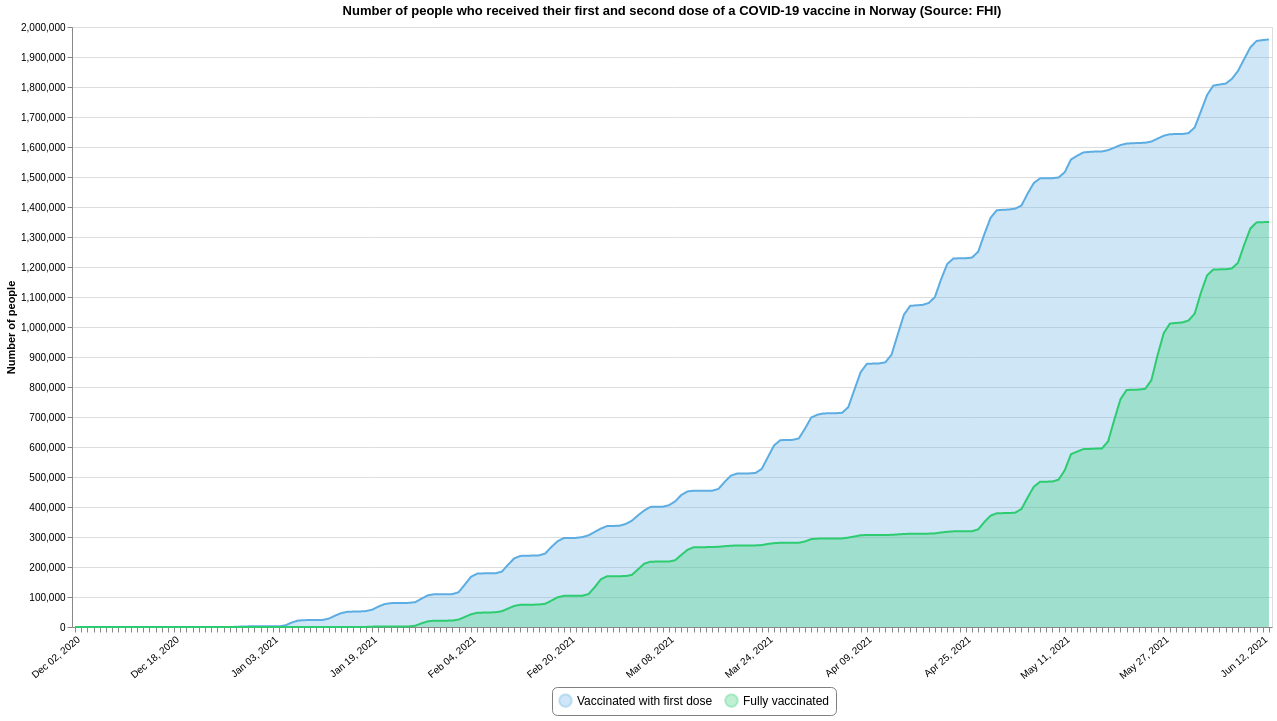 Number of people who received their first and second dose of a COVID-19 vaccine in Norway (Source: FHI)
Number of people
2,000,000
1,900,000
1,800,000
1,700,000
1,600,000
1,500,000
1,400,000
1,300,000
1,200,000
1,100,000
1,000,000
900,000
800,000
700,000
600,000
500,000
400,000
300,000
200,000
100,000
0
Dec 02, 2020
Dec 18, 2020
Jan 03, 2021
Jan 19, 2021
Feb 04, 2021
Feb 20, 2021
Mar 08, 2021
Mar 24, 2021
Apr 09, 2021
Apr 25, 2021
May 11, 2021
May 27, 2021
Jun 12, 2021
Vaccinated with first dose
Fully vaccinated